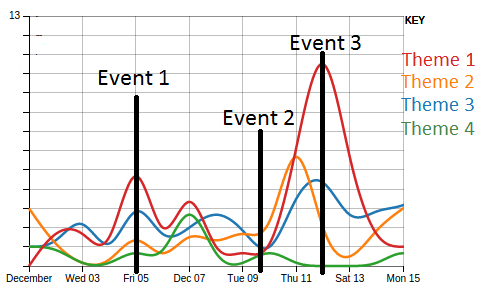 13
KEY
Event 3
Theme 1
Event 1
Theme 2
Theme 3
Event 2
Theme 4
December Wed 03 Fri 05 Dec 07 Tue 09 Thu 11 Sat 13 Mon 15